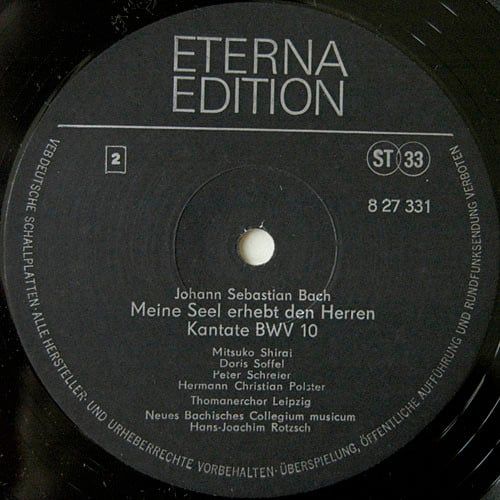 ETERNA
EDITION
2
ST 33
8 27 331
Johann Sebastian Bach
Meine Seel erhebt den Herren
Kantate BWV 10
Mitsuko Shirai
Doris Soffel
Peter Schreier
Hermann Christian Polster
Thomanerchor Leipzig
Neues Bachisches Collegium musicum
Hans-Joachim Rotzsch
VEB DEUTSCHE SCHALLPLATTEN · ALLE HERSTELLER- UND URHEBERRECHTE VORBEHALTEN · ÜBERSPIELUNG, ÖFFENTLICHE AUFFÜHRUNG UND RUNDFUNKSENDUNG VERBOTEN